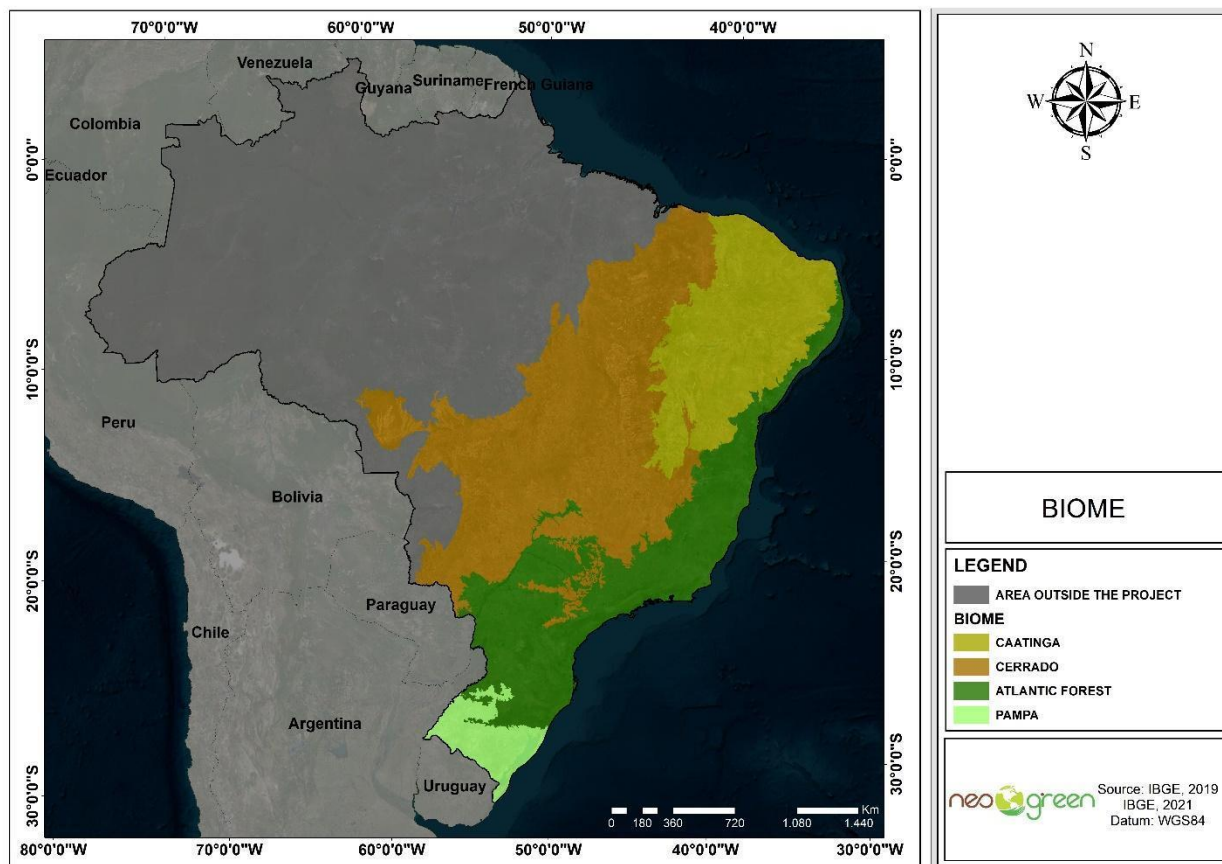 70°0'0"W 60°0'0"W 50°0'0"W 40°0'0"W
Venezuela
Guyana
Suriname
French Guiana
Colombia
Ecuador
Peru
Bolivia
Paraguay
Chile
Argentina
Uruguay
0°0'0"
10°0'0"S
20°0'0"S
30°0'0"S
0°0'0"
10°0'0"S
20°0'0"S
30°0'0"S
Km
0 180 360 720 1.080 1.440
80°0'0"W 70°0'0"W 60°0'0"W 50°0'0"W 40°0'0"W 30°0'0"W
N
W E
S
BIOME
LEGEND
AREA OUTSIDE THE PROJECT
BIOME
CAATINGA
CERRADO
ATLANTIC FOREST
PAMPA
neogreen
Source: IBGE, 2019
IBGE, 2021
Datum: WGS84